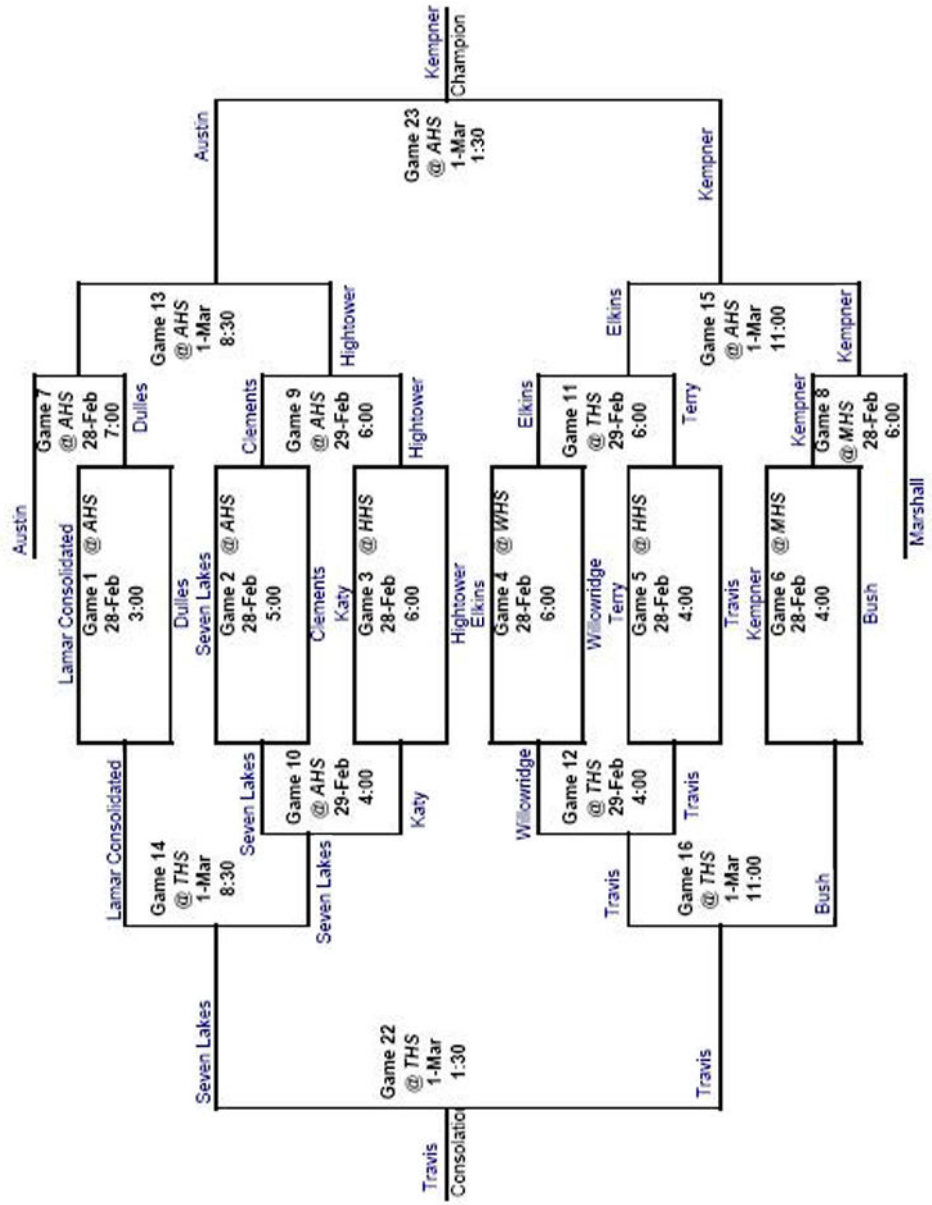 Seven Lakes
Game 22
@ THS
1-Mar
1:30
Travis
Consolation
Travis
Lamar Consolidated
Game 14
@ THS
1-Mar
8:30
Seven Lakes
Seven Lakes
Game 10
@ AHS
29-Feb
4:00
Katy
Willowridge
Game 12
@ THS
29-Feb
4:00
Travis
Travis
Game 16
@ THS
1-Mar
11:00
Bush
Austin
Lamar Consolidated
Game 1 @ AHS
28-Feb
3:00
Dulles
Seven Lakes
Game 2 @ AHS
28-Feb
5:00
Clements
Katy
Game 3 @ HHS
28-Feb
6:00
Hightower
Elkins
Game 4 @ WHS
28-Feb
6:00
Willowridge
Terry
Game 5 @ HHS
28-Feb
4:00
Travis
Kempner
Game 6 @ MHS
28-Feb
4:00
Bush
Marshall
Game 7
@ AHS
28-Feb
7:00
Dulles
Clements
Game 9
@ AHS
29-Feb
6:00
Hightower
Elkins
Game 11
@ THS
29-Feb
6:00
Terry
Kempner
Game 8
@ MHS
28-Feb
6:00
Game 13
@ AHS
1-Mar
8:30
Hightower
Elkins
Game 15
@ AHS
1-Mar
11:00
Kempner
Austin
Game 23
@ AHS
1-Mar
1:30
Kempner
Kempner
Champion